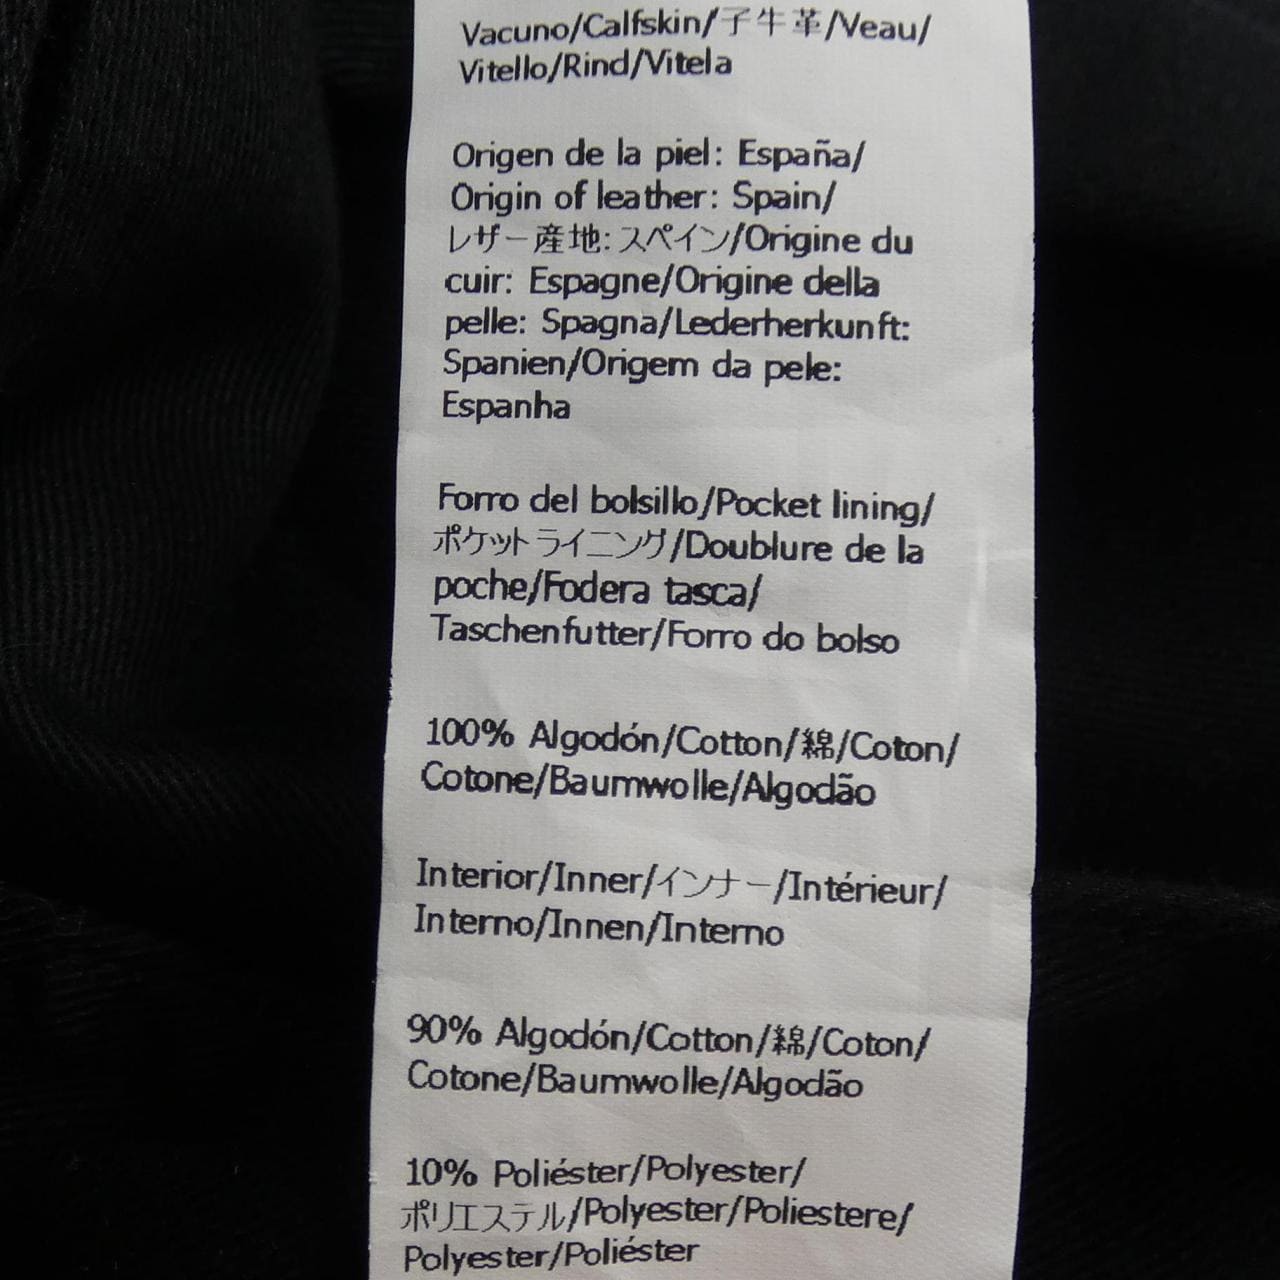 Vacuno/Calfskin/子牛革/Veau/
Vitello/Rind/Vitela
Origen de la piel: España/
Origin of leather: Spain/
レザー産地: スペイン/Origine du
cuir: Espagne/Origine della
pelle: Spagna/Lederherkunft:
Spanien/Origem da pele:
Espanha
Forro del bolsillo/Pocket lining/
ポケットライニング/Doublure de la
poche/Fodera tasca/
Taschenfutter/Forro do bolso
100% Algodón/Cotton/綿/Coton/
Cotone/Baumwolle/Algodão
Interior/Inner/インナー/Intérieur/
Interno/Innen/Interno
90% Algodón/Cotton/綿/Coton/
Cotone/Baumwolle/Algodão
10% Poliéster/Polyester/
ポリエステル/Polyester/Poliestere/
Polyester/Poliéster